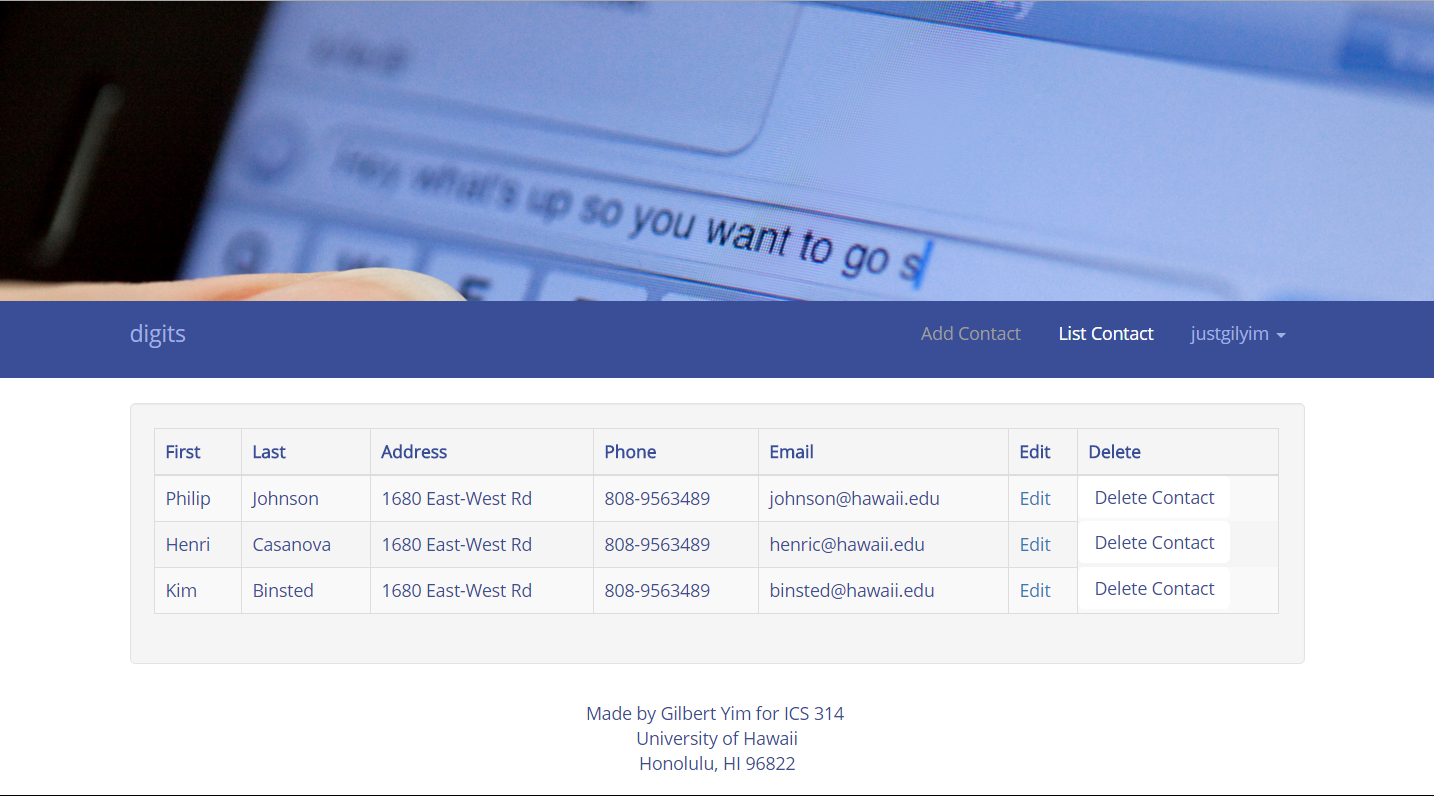 Hey what's up so you want to go s
Q W E
digits Add Contact List Contact justgilyim
First Last Address Phone Email Edit Delete
Philip Johnson 1680 East-West Rd 808-9563489 johnson@hawaii.edu Edit Delete Contact
Henri Casanova 1680 East-West Rd 808-9563489 henric@hawaii.edu Edit Delete Contact
Kim Binsted 1680 East-West Rd 808-9563489 binsted@hawaii.edu Edit Delete Contact
Made by Gilbert Yim for ICS 314
University of Hawaii
Honolulu, HI 96822